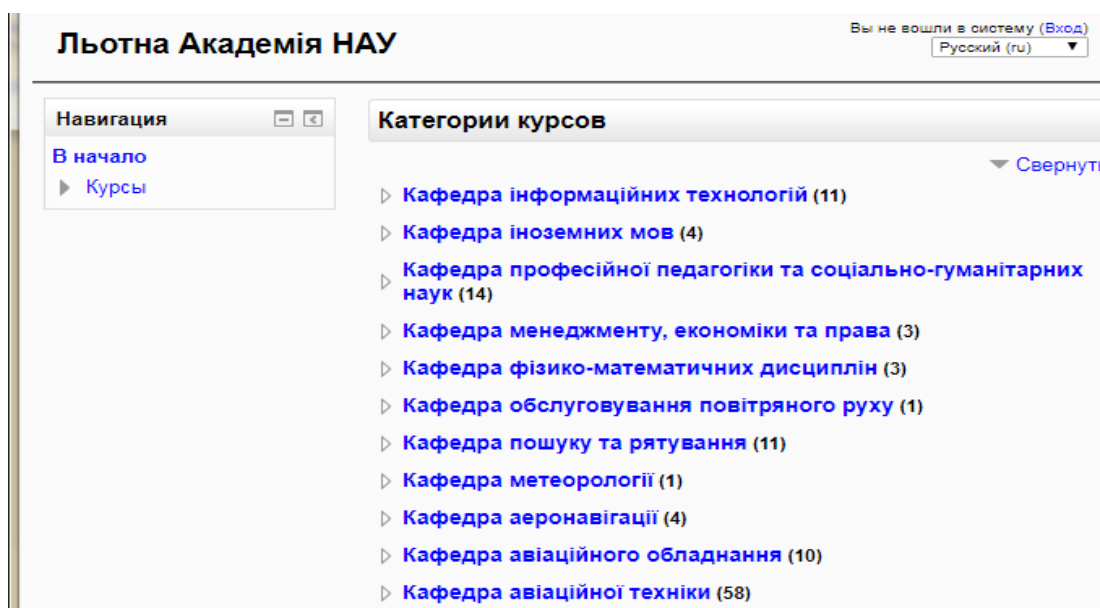 Льотна Академія НАУ
Вы не вошли в систему (Вход)
Русский (ru)
Навигация
В начало
Курсы
Категории курсов
Свернуть
Кафедра інформаційних технологій (11)
Кафедра іноземних мов (4)
Кафедра професійної педагогіки та соціально-гуманітарних
наук (14)
Кафедра менеджменту, економіки та права (3)
Кафедра фізико-математичних дисциплін (3)
Кафедра обслуговування повітряного руху (1)
Кафедра пошуку та рятування (11)
Кафедра метеорології (1)
Кафедра аеронавігації (4)
Кафедра авіаційного обладнання (10)
Кафедра авіаційної техніки (58)